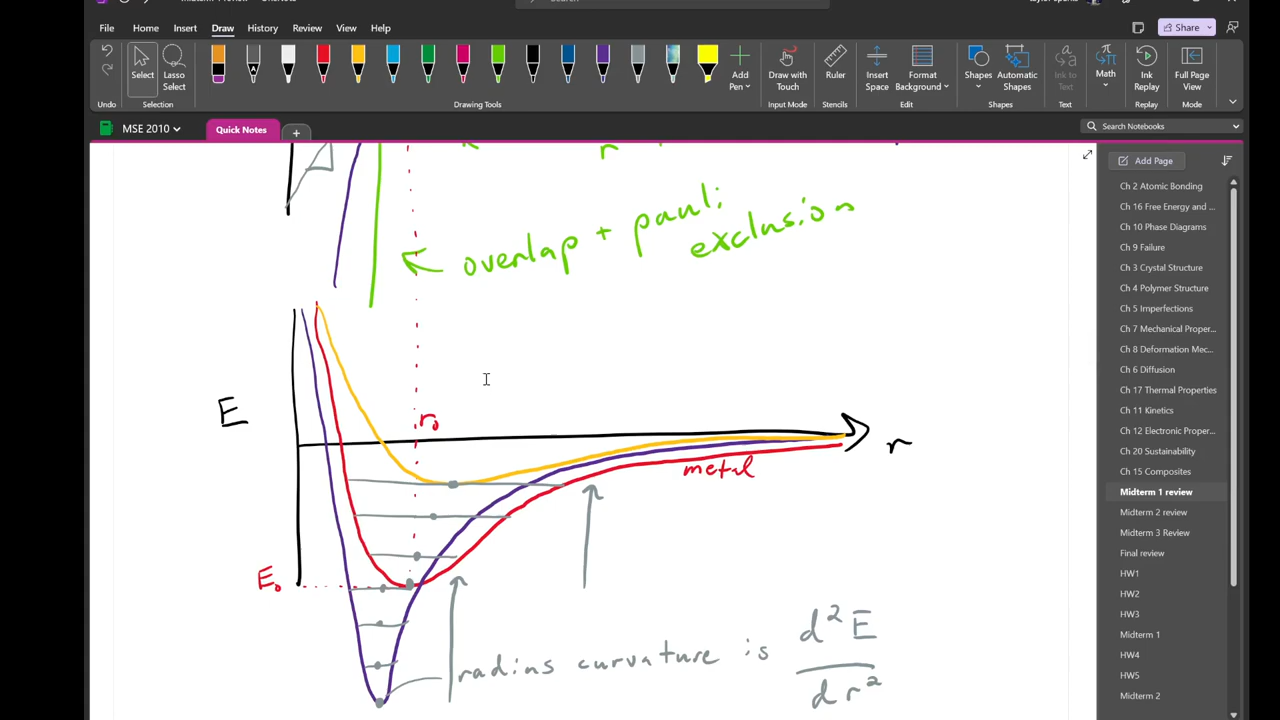 File Home Insert Draw History Review View Help
Share
Undo
Select
Lasso Select
Add Pen
Draw with Touch
Ruler
Insert Space
Format Background
Shapes
Automatic Shapes
Ink to Text
Math
Ink Replay
Full Page View
Undo Selection Drawing Tools Input Mode Stencils Edit Shapes Text Math Replay Mode
MSE 2010 Quick Notes + Search Notebooks
Add Page
Ch 2 Atomic Bonding
Ch 16 Free Energy and ...
Ch 10 Phase Diagrams
Ch 9 Failure
Ch 3 Crystal Structure
Ch 4 Polymer Structure
Ch 5 Imperfections
Ch 7 Mechanical Proper...
Ch 8 Deformation Mec...
Ch 6 Diffusion
Ch 17 Thermal Properties
Ch 11 Kinetics
Ch 12 Electronic Proper...
Ch 20 Sustainability
Ch 15 Composites
Midterm 1 review
Midterm 2 review
Midterm 3 Review
Final review
HW1
HW2
HW3
Midterm 1
HW4
HW5
Midterm 2
r
overlap + pauli
exclusion
E
r₀
r
metal
E₀
radius curvature is d²E
dr²